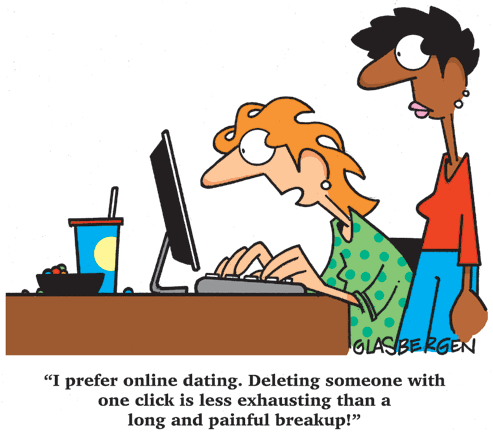 GLASBERGEN
“I prefer online dating. Deleting someone with
one click is less exhausting than a
long and painful breakup!”